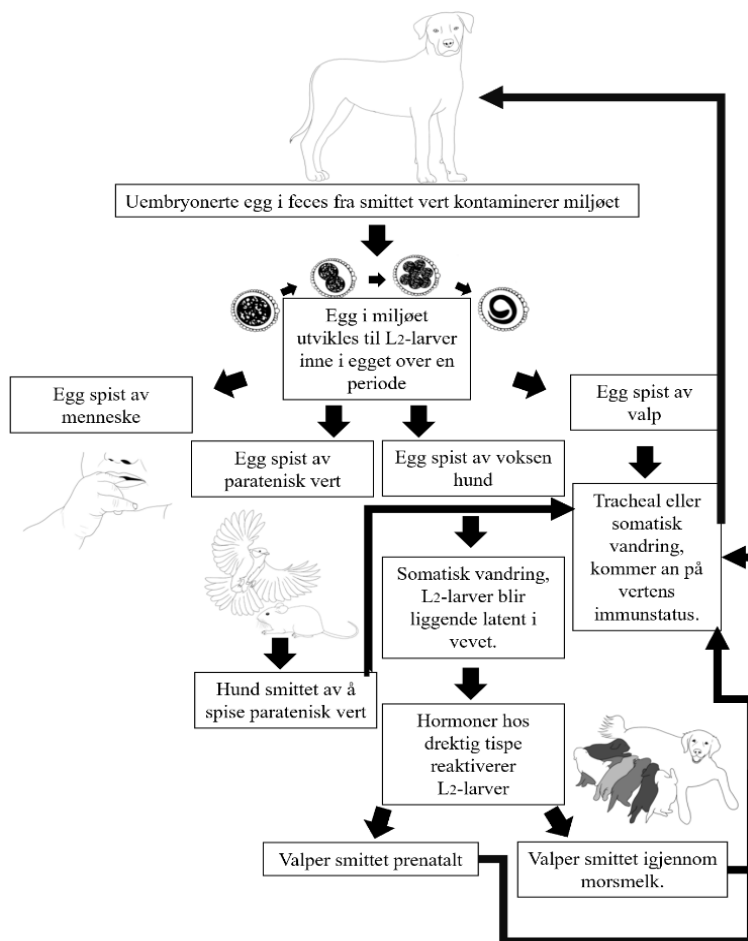 Uembryonerte egg i feces fra smittet vert kontaminerer miljøet
Egg i miljøet
utvikles til L2-larver
inne i egget over en
periode
Egg spist av
menneske
Egg spist av
valp
Egg spist av
paratenisk vert
Egg spist av voksen
hund
Tracheal eller
somatisk
vandring,
kommer an på
vertens
immunstatus.
Somatisk vandring,
L2-larver blir
liggende latent i
vevet.
Hund smittet av å
spise paratenisk vert
Hormoner hos
drektig tispe
reaktiverer
L2-larver
Valper smittet prenatalt
Valper smittet igjennom
morsmelk.